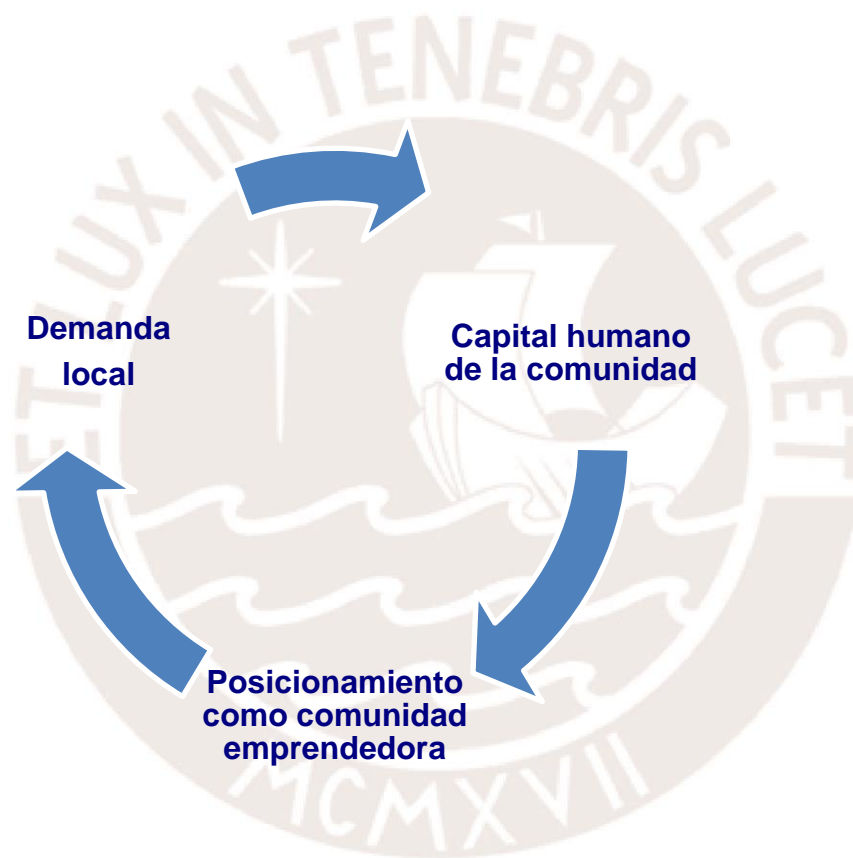 ET LUX IN TENEBRIS LUCET
Demanda
local
Capital humano
de la comunidad
Posicionamiento
como comunidad
emprendedora
MCMXVII